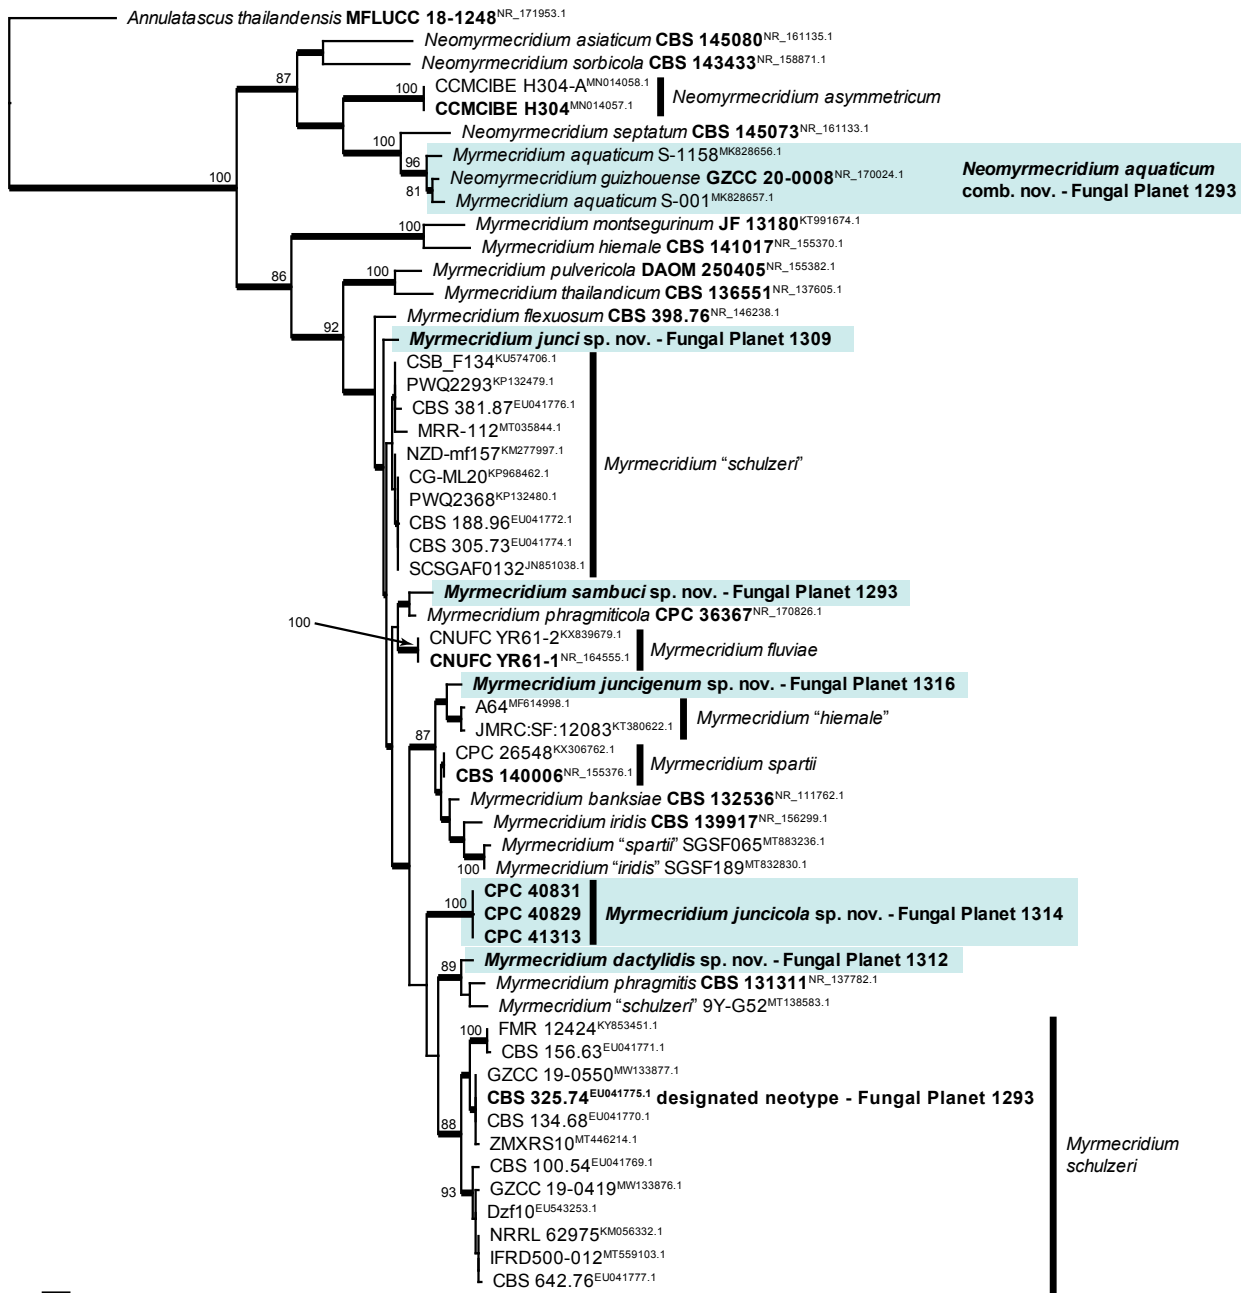 Annulatascus thailandensis MFLUCC 18-1248NR_171953.1
Neomyrmecridium asiaticum CBS 145080NR_161135.1
Neomyrmecridium sorbicola CBS 143433NR_158871.1
87
CCMCIBE H304-AMN014058.1
100
Neomyrmecridium asymmetricum
CCMCIBE H304MN014057.1
Neomyrmecridium septatum CBS 145073NR_161133.1
100
Myrmecridium aquaticum S-1158MK828656.1
96
Neomyrmecridium aquaticum
comb. nov. - Fungal Planet 1293
Neomyrmecridium guizhouense GZCC 20-0008NR_170024.1
100
81
Myrmecridium aquaticum S-001MK828657.1
Myrmecridium montsegurinum JF 13180KT991674.1
100
Myrmecridium hiemale CBS 141017NR_155370.1
86
Myrmecridium pulvericola DAOM 250405NR_155382.1
100
Myrmecridium thailandicum CBS 136551NR_137605.1
92
Myrmecridium flexuosum CBS 398.76NR_146238.1
Myrmecridium junci sp. nov. - Fungal Planet 1309
CSB_F134KU574706.1
PWQ2293KP132479.1
CBS 381.87EU041776.1
MRR-112MT035844.1
NZD-mf157KM277997.1
Myrmecridium “schulzeri”
CG-ML20KP968462.1
PWQ2368KP132480.1
CBS 188.96EU041772.1
CBS 305.73EU041774.1
SCSGAF0132JN851038.1
Myrmecridium sambuci sp. nov. - Fungal Planet 1293
Myrmecridium phragmiticola CPC 36367NR_170826.1
100
CNUFC YR61-2KX839679.1
Myrmecridium fluviae
CNUFC YR61-1NR_164555.1
Myrmecridium juncigenum sp. nov. - Fungal Planet 1316
A64MF614998.1
Myrmecridium “hiemale”
JMRC:SF:12083KT380622.1
87
CPC 26548KX306762.1
Myrmecridium spartii
CBS 140006NR_155376.1
Myrmecridium banksiae CBS 132536NR_111762.1
Myrmecridium iridis CBS 139917NR_156299.1
Myrmecridium “spartii” SGSF065MT883236.1
100
Myrmecridium “iridis” SGSF189MT832830.1
CPC 40831
100
CPC 40829
Myrmecridium juncicola sp. nov. - Fungal Planet 1314
CPC 41313
Myrmecridium dactylidis sp. nov. - Fungal Planet 1312
89
Myrmecridium phragmitis CBS 131311NR_137782.1
Myrmecridium “schulzeri” 9Y-G52MT138583.1
FMR 12424KY853451.1
100
CBS 156.63EU041771.1
GZCC 19-0550MW133877.1
CBS 325.74EU041775.1 designated neotype - Fungal Planet 1293
CBS 134.68EU041770.1
88
ZMXRS10MT446214.1
Myrmecridium
schulzeri
CBS 100.54EU041769.1
93
GZCC 19-0419MW133876.1
Dzf10EU543253.1
NRRL 62975KM056332.1
IFRD500-012MT559103.1
CBS 642.76EU041777.1